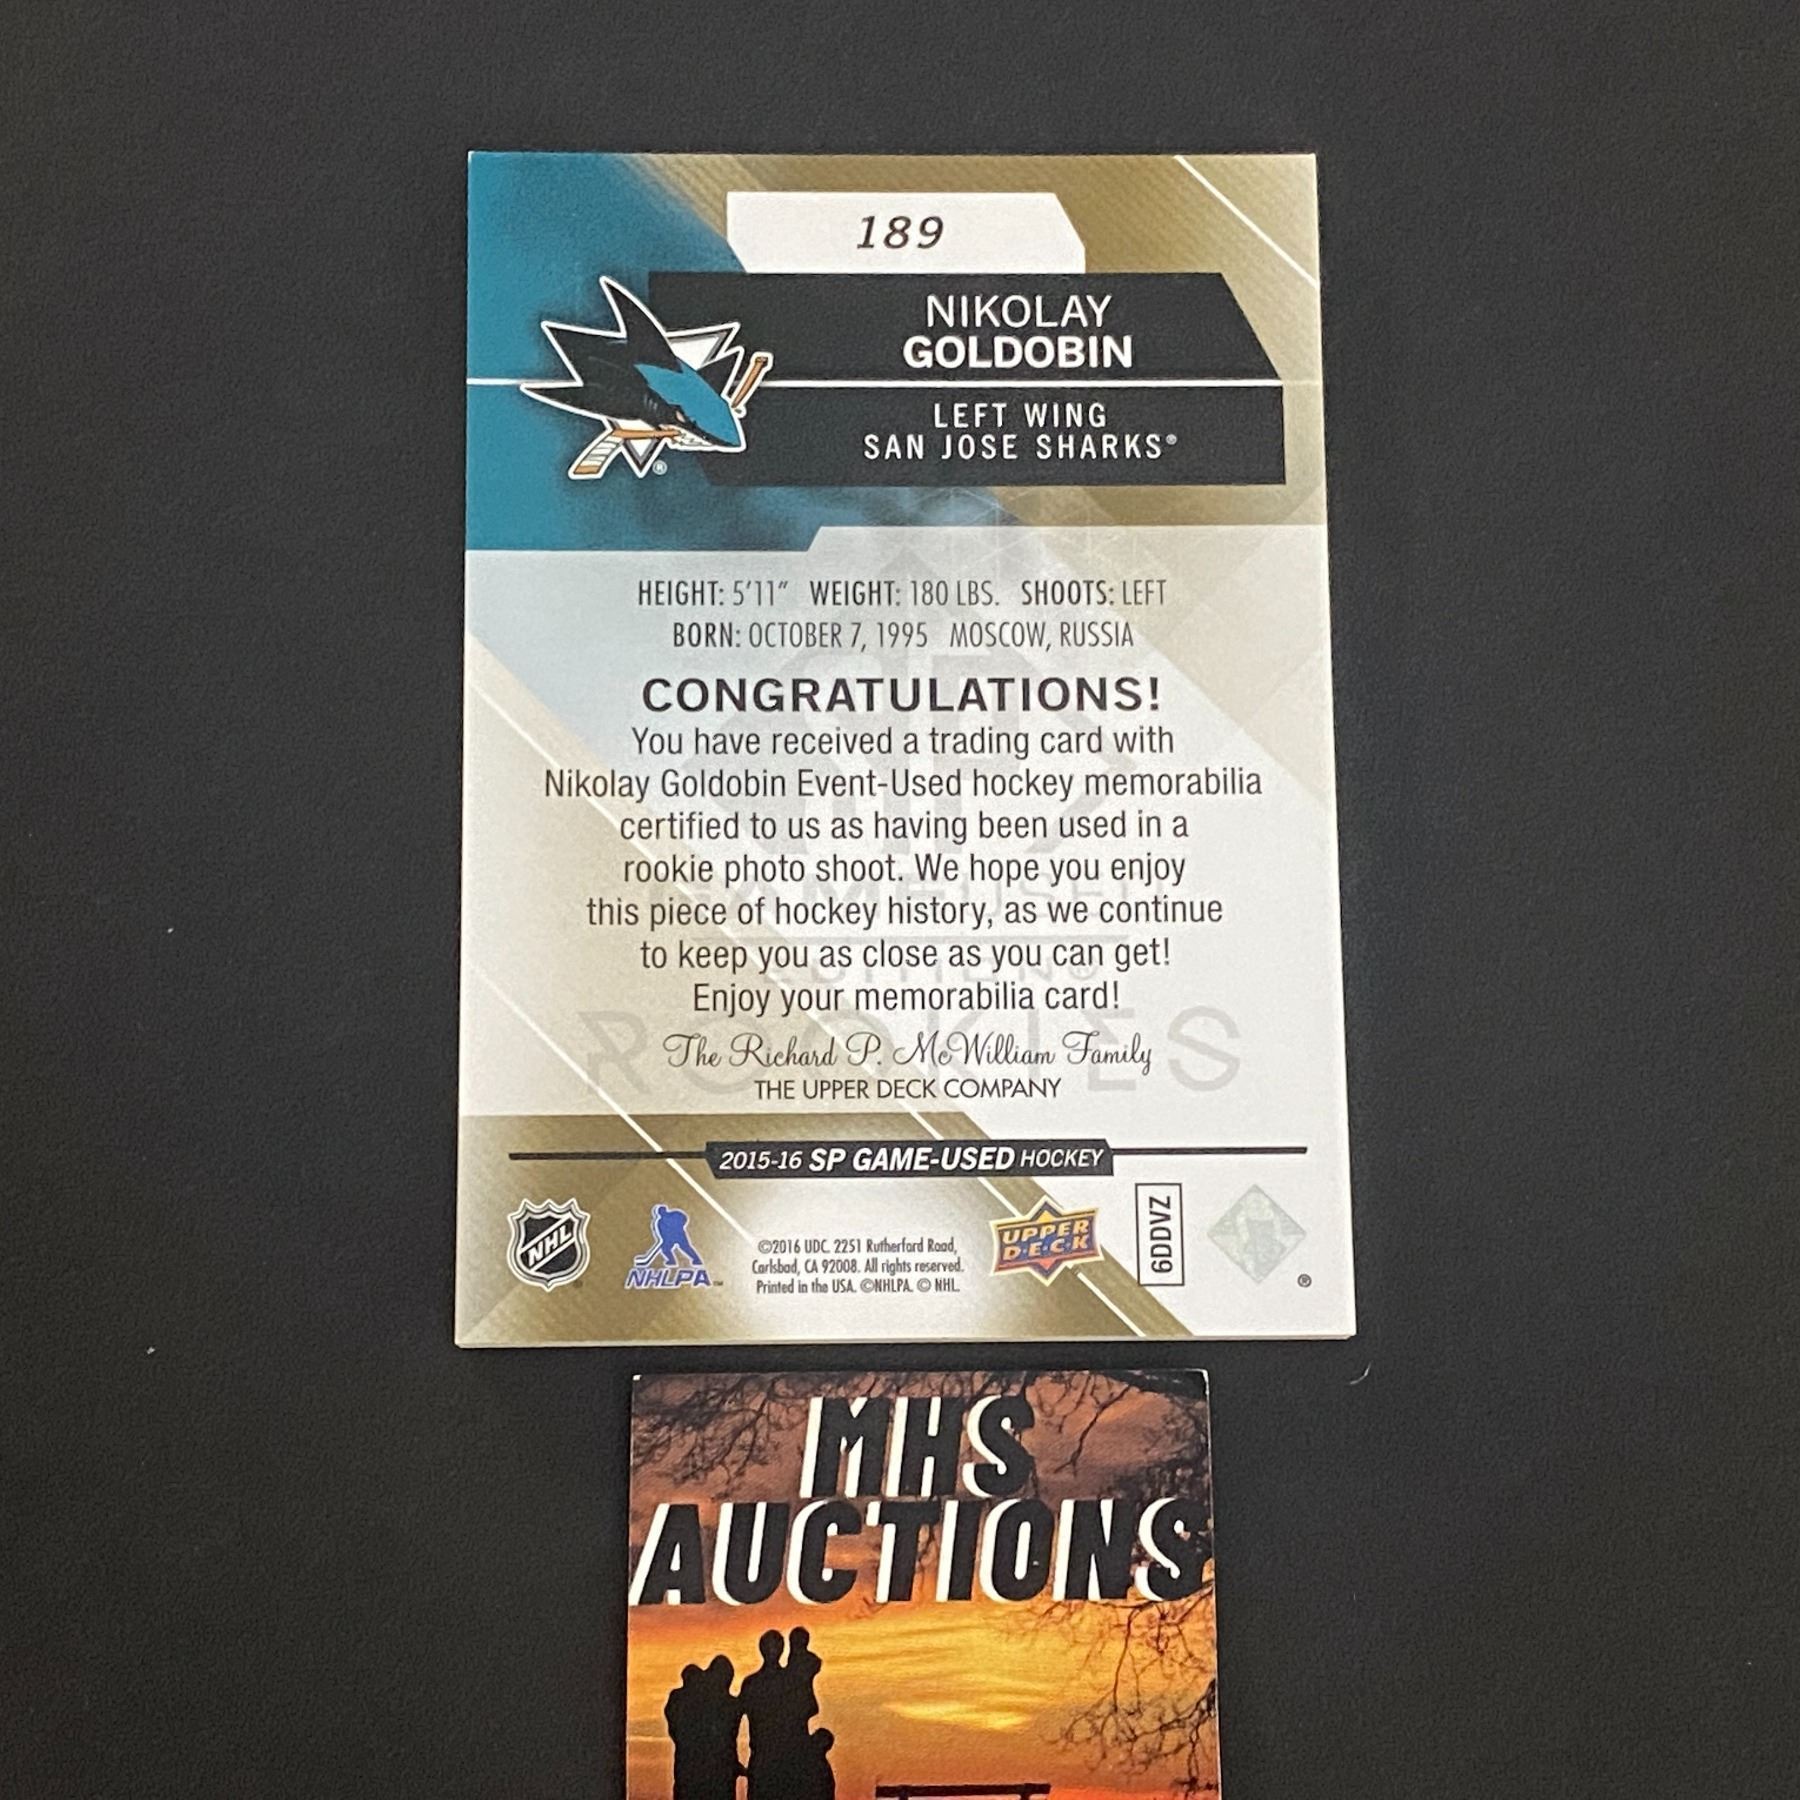 189
NIKOLAY
GOLDOBIN
LEFT WING
SAN JOSE SHARKS®
®
HEIGHT: 5'11" WEIGHT: 180 LBS. SHOOTS: LEFT
BORN: OCTOBER 7, 1995 MOSCOW, RUSSIA
CONGRATULATIONS!
You have received a trading card with
Nikolay Goldobin Event-Used hockey memorabilia
certified to us as having been used in a
rookie photo shoot. We hope you enjoy
this piece of hockey history, as we continue
to keep you as close as you can get!
Enjoy your memorabilia card!
The Richard P. McWilliam Family
THE UPPER DECK COMPANY
ROOKIES
2015-16 SP GAME-USED HOCKEY
NHL
NHLPA™
©2016 UDC. 2251 Rutherford Road,
Carlsbad, CA 92008. All rights reserved.
Printed in the USA. ©NHLPA. © NHL.
UPPER
D•E•C•K
6DDVZ
®
MHS
AUCTIONS